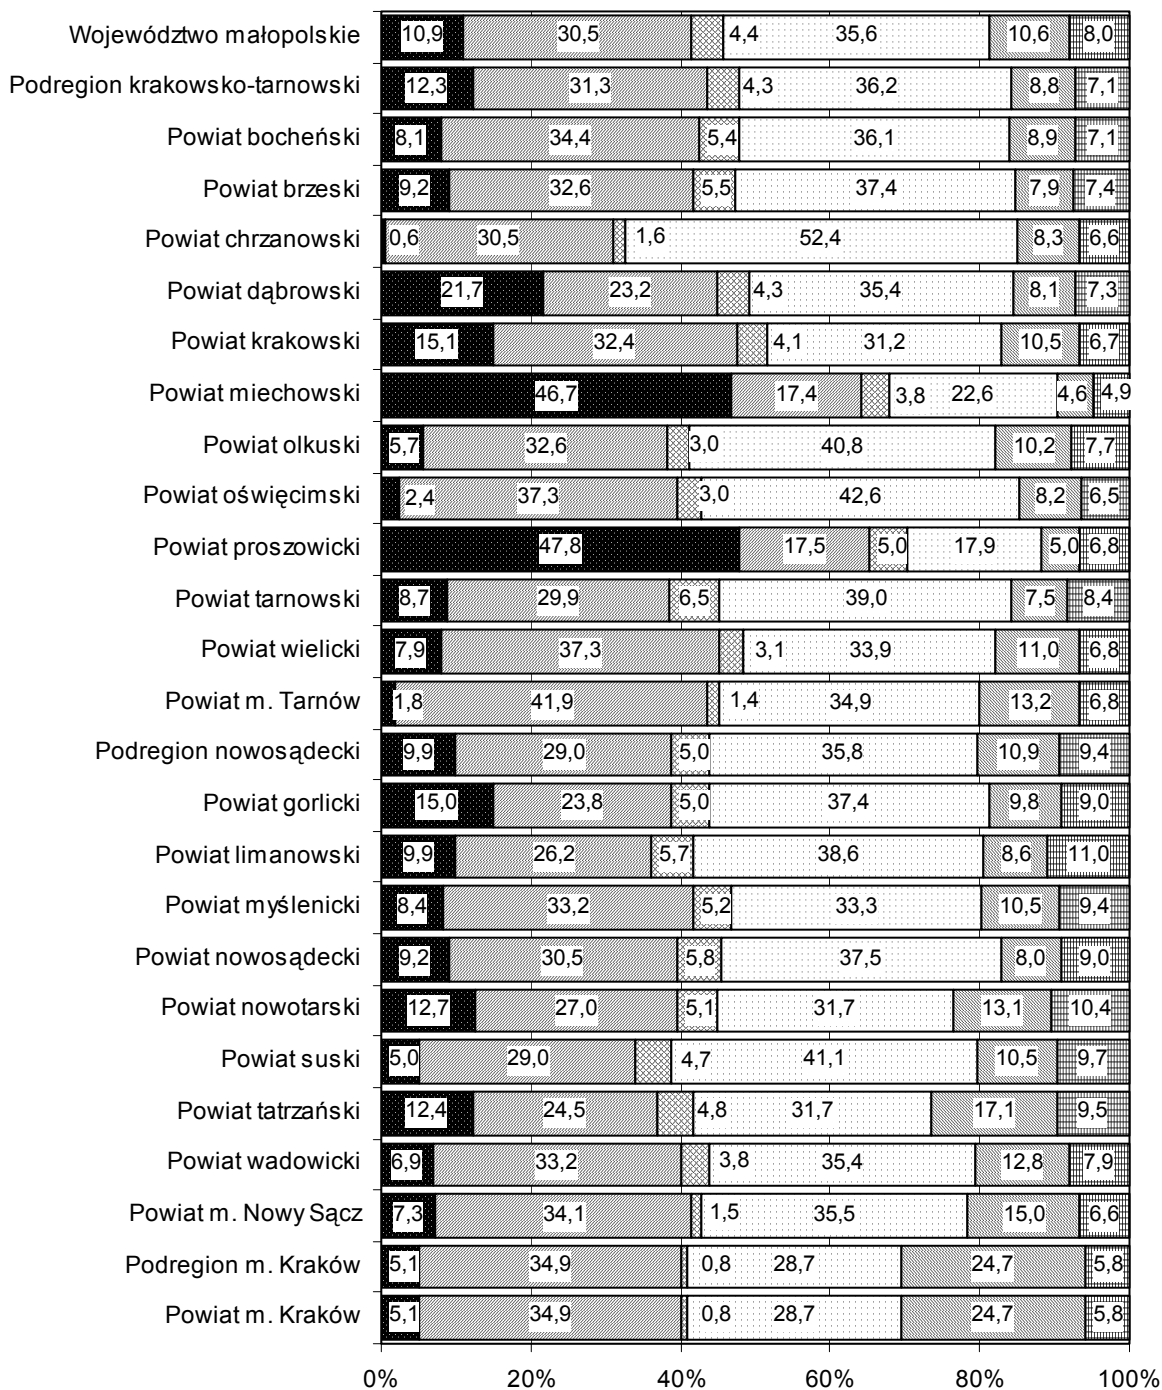 Województwo małopolskie 10,9 30,5 4,4 35,6 10,6 8,0
Podregion krakowsko-tarnowski 12,3 31,3 4,3 36,2 8,8 7,1
Powiat bocheński 8,1 34,4 5,4 36,1 8,9 7,1
Powiat brzeski 9,2 32,6 5,5 37,4 7,9 7,4
Powiat chrzanowski 0,6 30,5 1,6 52,4 8,3 6,6
Powiat dąbrowski 21,7 23,2 4,3 35,4 8,1 7,3
Powiat krakowski 15,1 32,4 4,1 31,2 10,5 6,7
Powiat miechowski 46,7 17,4 3,8 22,6 4,6 4,9
Powiat olkuski 5,7 32,6 3,0 40,8 10,2 7,7
Powiat oświęcimski 2,4 37,3 3,0 42,6 8,2 6,5
Powiat proszowicki 47,8 17,5 5,0 17,9 5,0 6,8
Powiat tarnowski 8,7 29,9 6,5 39,0 7,5 8,4
Powiat wielicki 7,9 37,3 3,1 33,9 11,0 6,8
Powiat m. Tarnów 1,8 41,9 1,4 34,9 13,2 6,8
Podregion nowosądecki 9,9 29,0 5,0 35,8 10,9 9,4
Powiat gorlicki 15,0 23,8 5,0 37,4 9,8 9,0
Powiat limanowski 9,9 26,2 5,7 38,6 8,6 11,0
Powiat myślenicki 8,4 33,2 5,2 33,3 10,5 9,4
Powiat nowosądecki 9,2 30,5 5,8 37,5 8,0 9,0
Powiat nowotarski 12,7 27,0 5,1 31,7 13,1 10,4
Powiat suski 5,0 29,0 4,7 41,1 10,5 9,7
Powiat tatrzański 12,4 24,5 4,8 31,7 17,1 9,5
Powiat wadowicki 6,9 33,2 3,8 35,4 12,8 7,9
Powiat m. Nowy Sącz 7,3 34,1 1,5 35,5 15,0 6,6
Podregion m. Kraków 5,1 34,9 0,8 28,7 24,7 5,8
Powiat m. Kraków 5,1 34,9 0,8 28,7 24,7 5,8
0% 20% 40% 60% 80% 100%